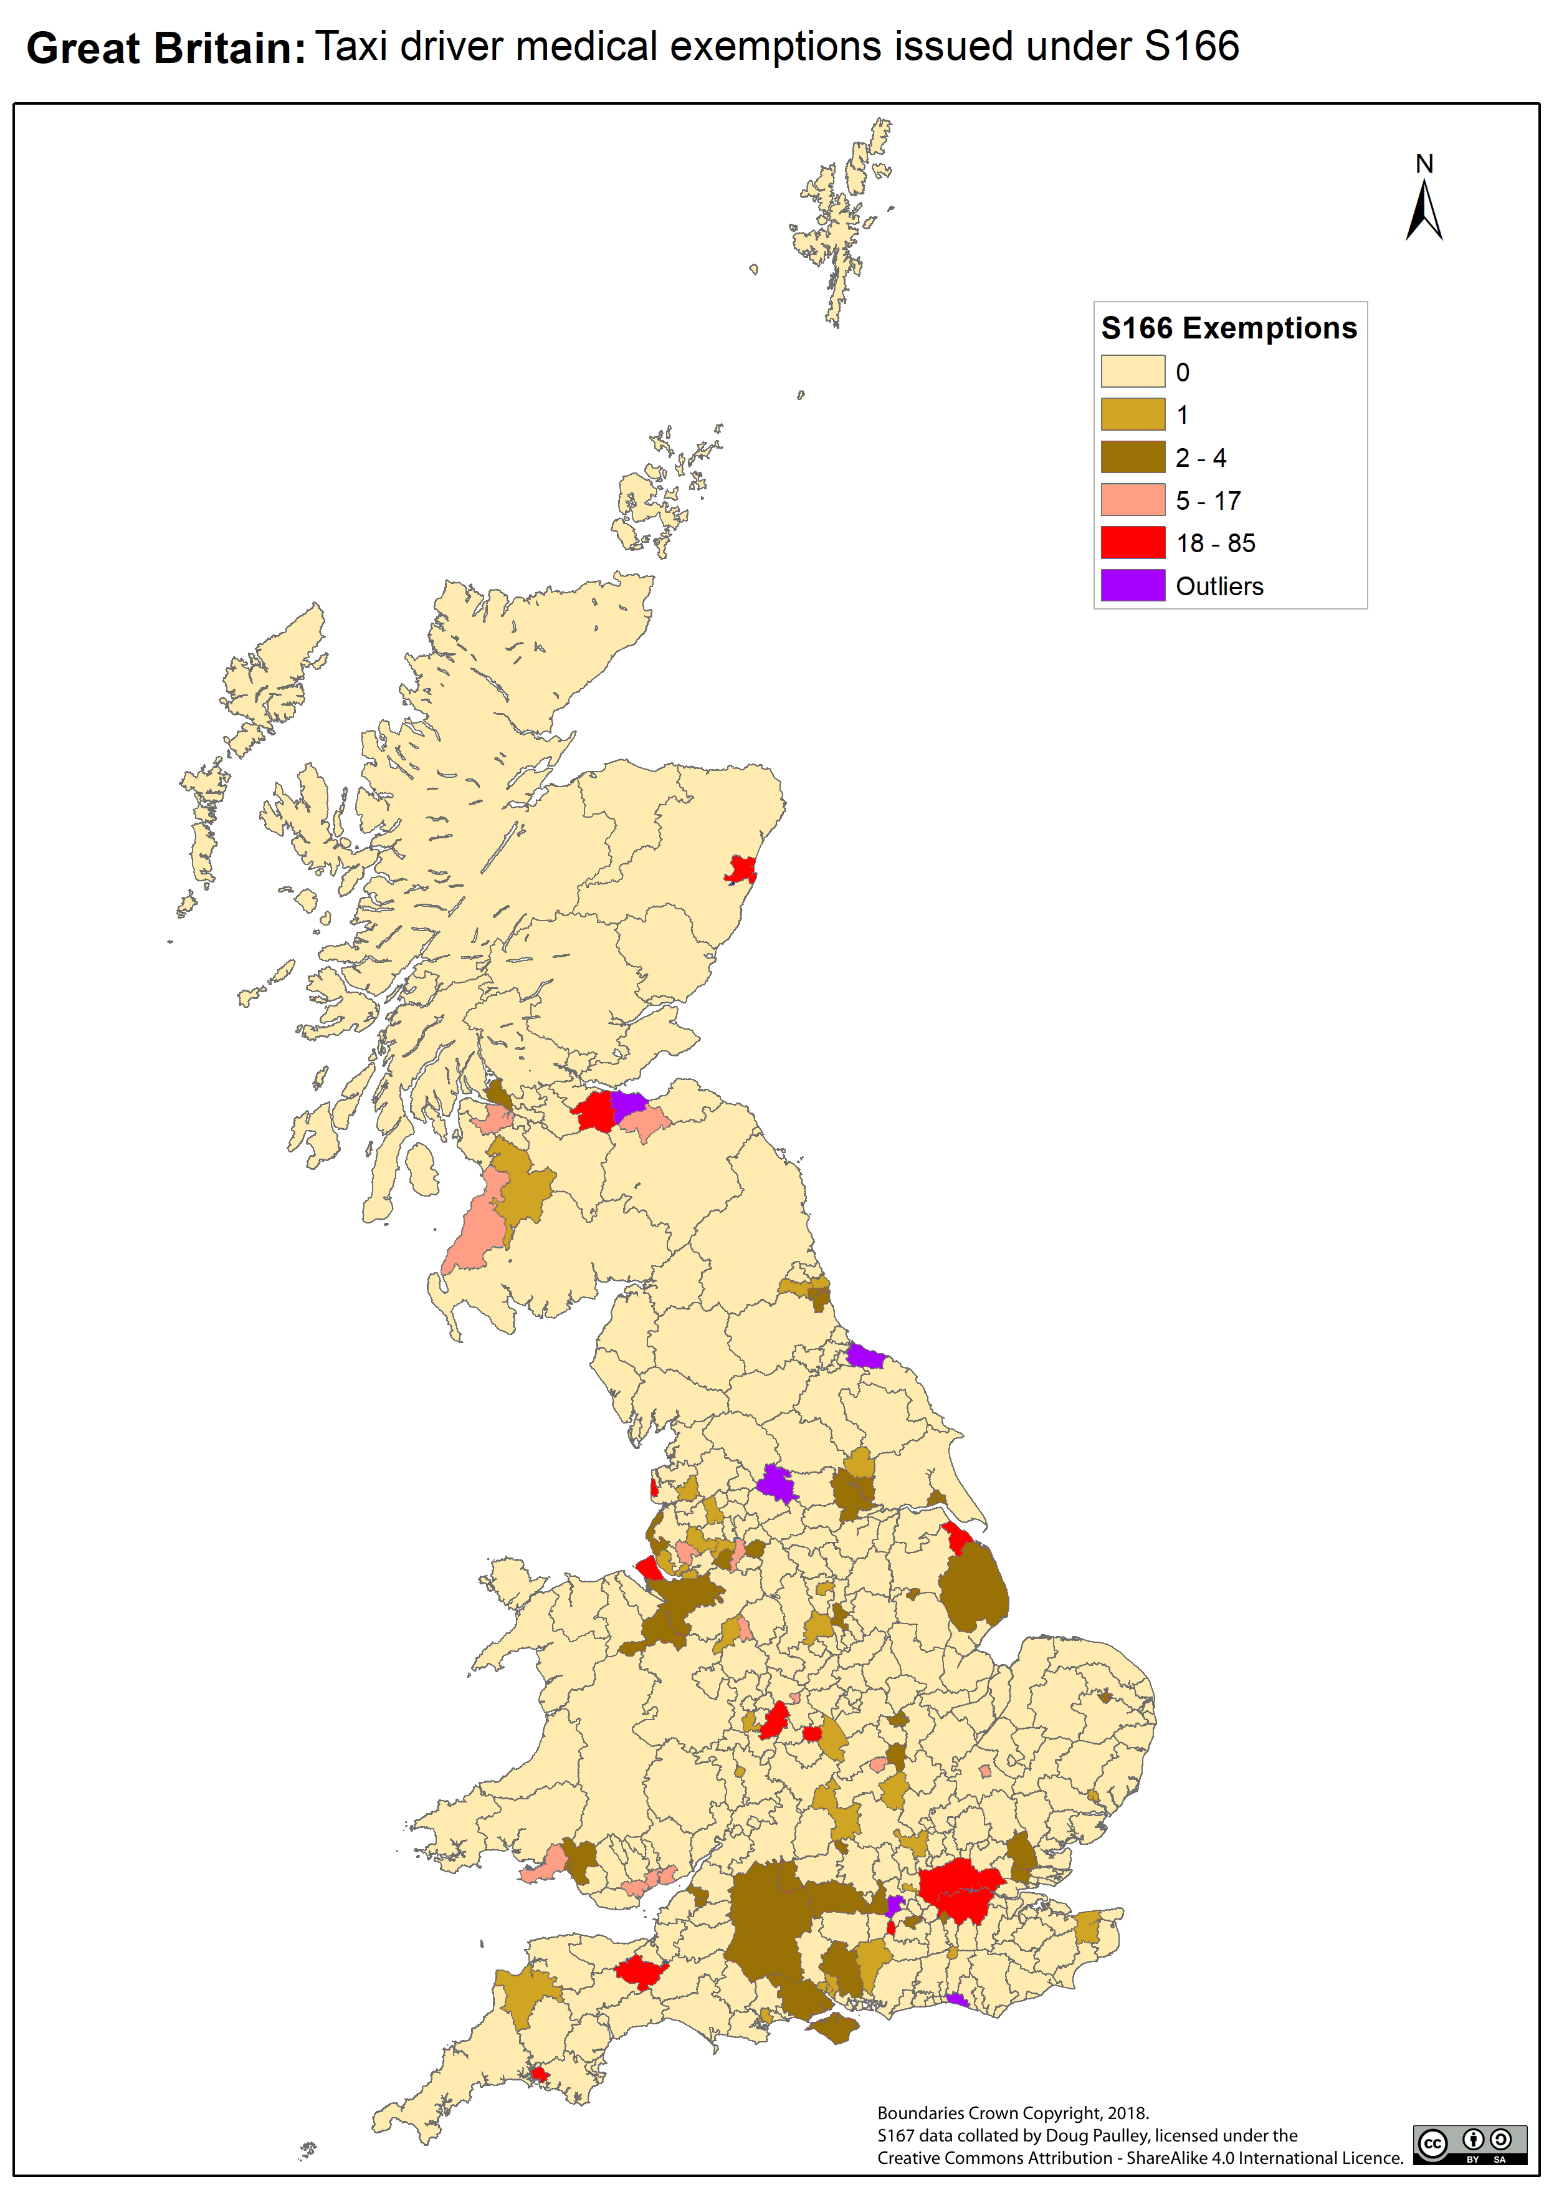 Great Britain: Taxi driver medical exemptions issued under S166
N
S166 Exemptions
0
1
2 - 4
5 - 17
18 - 85
Outliers
Boundaries Crown Copyright, 2018.
S167 data collated by Doug Paulley, licensed under the
Creative Commons Attribution - ShareAlike 4.0 International Licence.
cc
BY SA